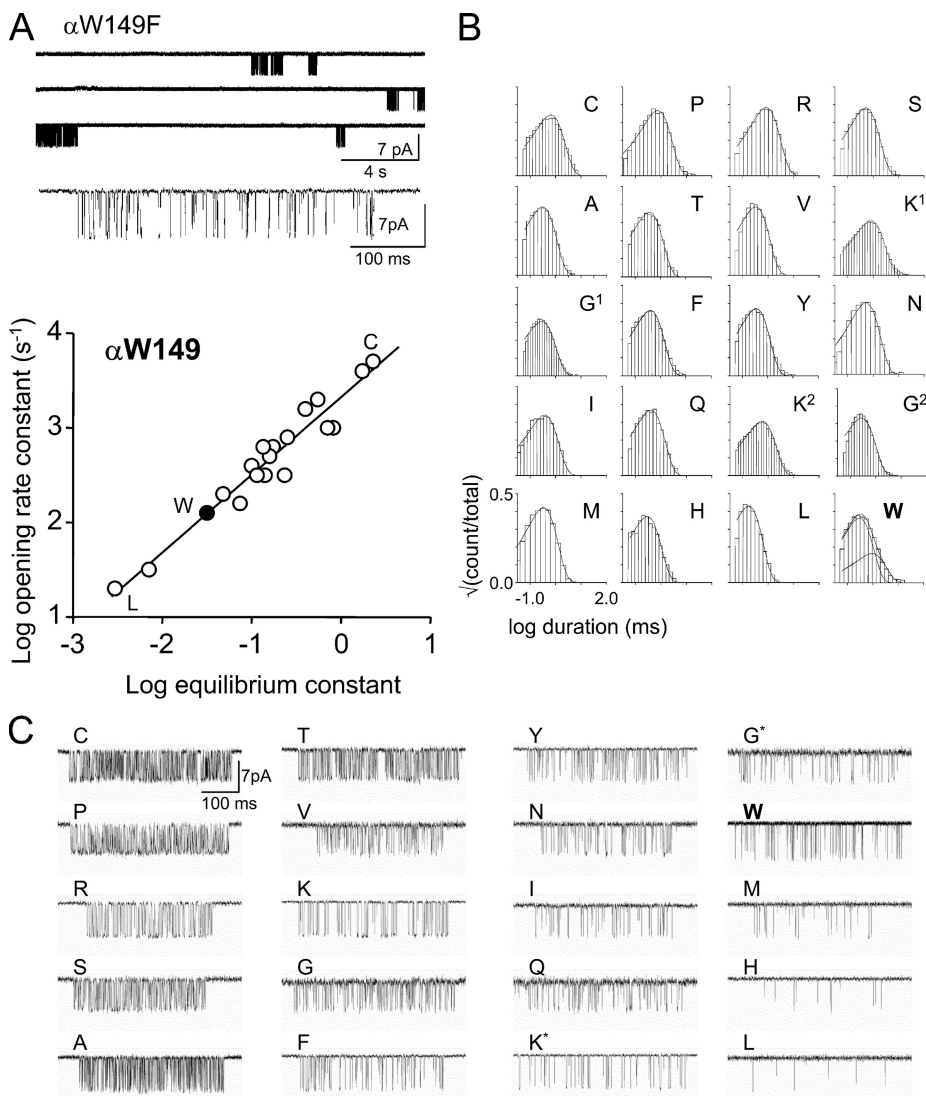 A
αW149F
7 pA
4 s
7pA
100 ms
Log opening rate constant (s-1)
4
3
2
1
αW149
C
W
L
-3 -2 -1 0 1
Log equilibrium constant
B
C P R S
A T V K1
G1 F Y N
I Q K2 G2
M H L W
√(count/total)
0.5
0.0
-1.0 2.0
log duration (ms)
C
C T Y G*
7pA
100 ms
P V N W
R K I M
S G Q H
A F K* L